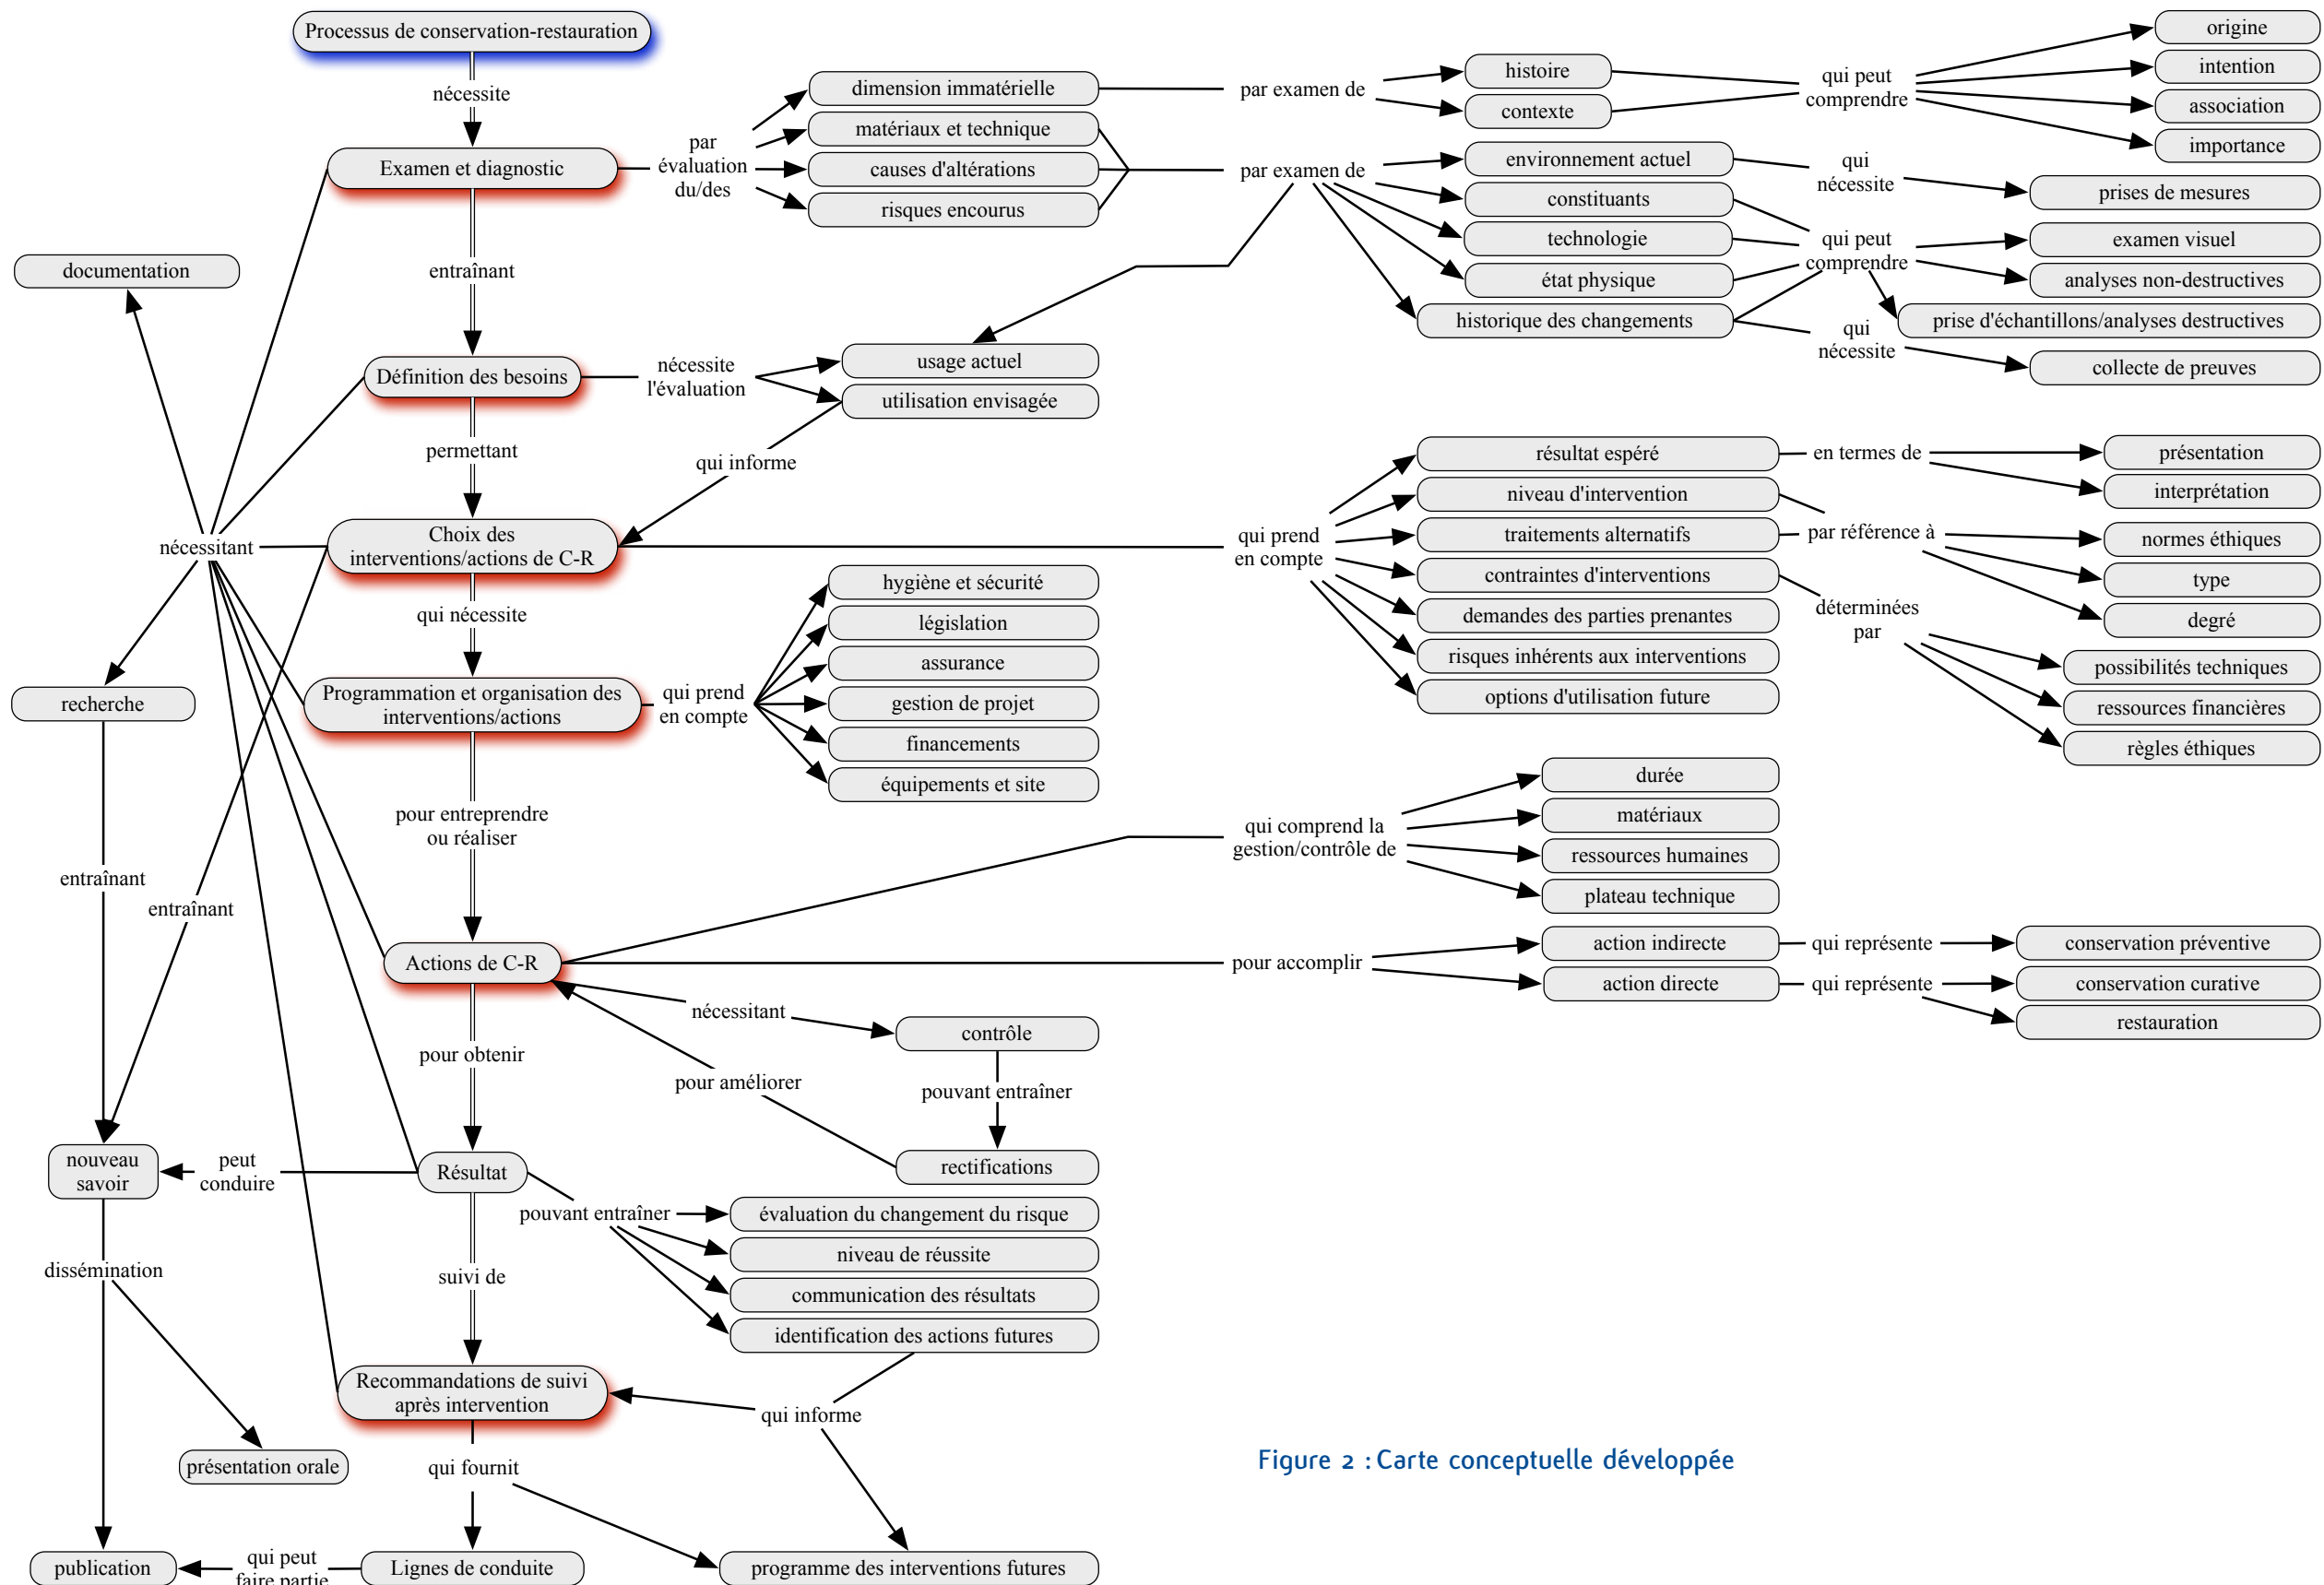 Processus de conservation-restauration
nécessite
Examen et diagnostic
par
évaluation
du/des
dimension immatérielle
matériaux et technique
causes d'altérations
risques encourus
par examen de
histoire
contexte
qui peut
comprendre
origine
intention
association
importance
par examen de
environnement actuel
constituants
technologie
état physique
historique des changements
qui
nécessite
prises de mesures
qui peut
comprendre
examen visuel
analyses non-destructives
prise d'échantillons/analyses destructives
qui
nécessite
collecte de preuves
documentation
entraînant
Définition des besoins
nécessite
l'évaluation
usage actuel
utilisation envisagée
permettant
qui informe
nécessitant
Choix des
interventions/actions de C-R
qui prend
en compte
résultat espéré
niveau d'intervention
traitements alternatifs
contraintes d'interventions
demandes des parties prenantes
risques inhérents aux interventions
options d'utilisation future
en termes de
présentation
interprétation
par référence à
normes éthiques
type
degré
déterminées
par
possibilités techniques
ressources financières
règles éthiques
qui nécessite
recherche
Programmation et organisation des
interventions/actions
qui prend
en compte
hygiène et sécurité
législation
assurance
gestion de projet
financements
équipements et site
pour entreprendre
ou réaliser
entraînant
entraînant
qui comprend la
gestion/contrôle de
durée
matériaux
ressources humaines
plateau technique
Actions de C-R
pour accomplir
action indirecte
action directe
qui représente
conservation préventive
qui représente
conservation curative
restauration
nécessitant
contrôle
pouvant entraîner
rectifications
pour améliorer
pour obtenir
nouveau
savoir
peut
conduire
Résultat
pouvant entraîner
évaluation du changement du risque
niveau de réussite
communication des résultats
identification des actions futures
dissémination
suivi de
Recommandations de suivi
après intervention
qui informe
présentation orale
qui fournit
publication
qui peut
faire partie
Lignes de conduite
programme des interventions futures
Figure 2 : Carte conceptuelle développée